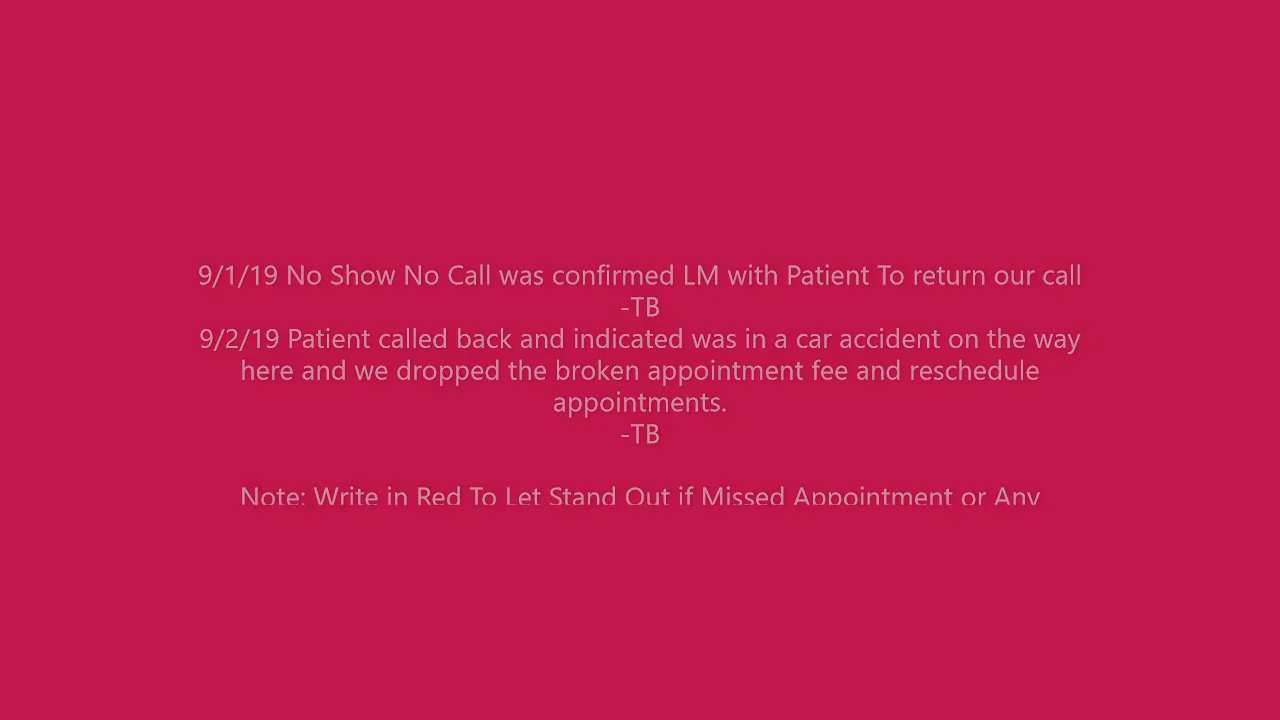 9/1/19 No Show No Call was confirmed LM with Patient To return our call
-TB
9/2/19 Patient called back and indicated was in a car accident on the way
here and we dropped the broken appointment fee and reschedule
appointments.
-TB
Note: Write in Red To Let Stand Out if Missed Appointment or Any